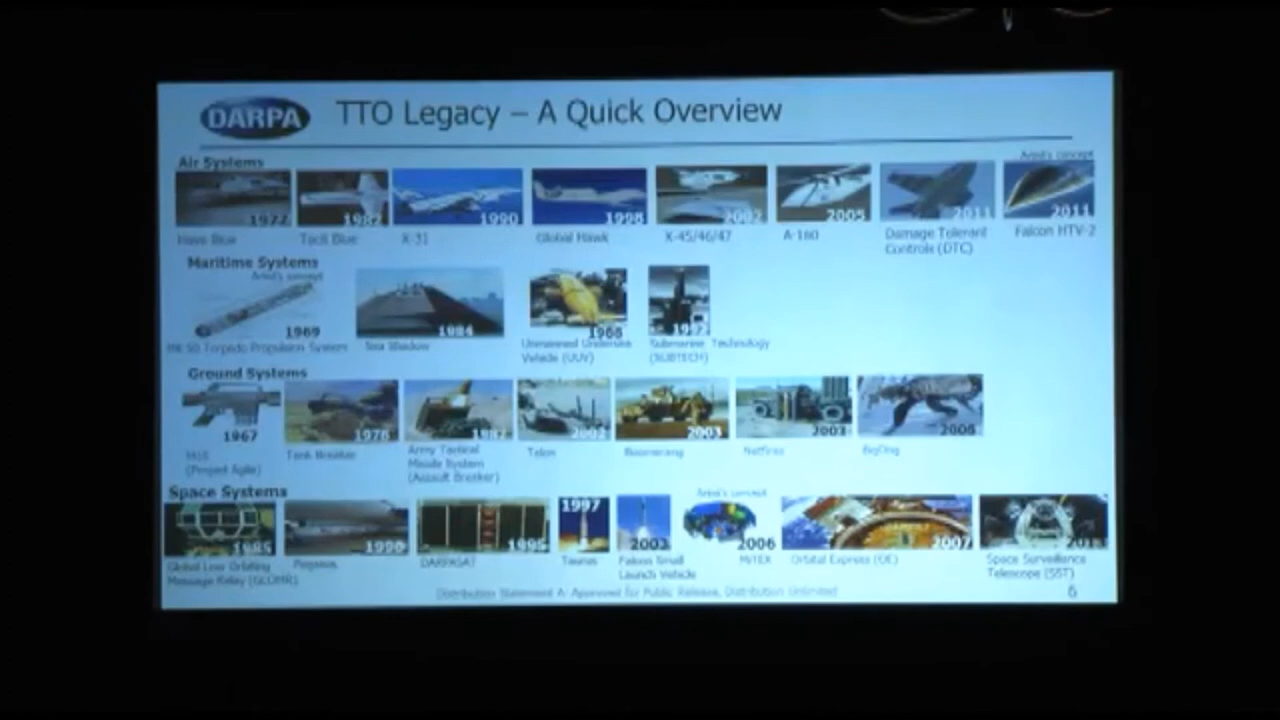 DARPA
TTO Legacy – A Quick Overview
Air Systems
Artist's concept
1977
1982
1990
1998
2002
2005
2011
2011
Have Blue
Tacit Blue
X-31
Global Hawk
X-45/46/47
A-160
Damage Tolerant
Controls (DTC)
Falcon HTV-2
Maritime Systems
Artist's concept
1969
1984
1988
MK 50 Torpedo Propulsion System
Sea Shadow
Unmanned Undersea
Vehicle (UUV)
Submarine Technology
(SUBTECH)
Ground Systems
1967
1978
1982
2002
2003
2003
M16
(Project Agile)
Tank Breaker
Army Tactical
Missile System
(Assault Breaker)
Talon
Boomerang
Netfires
BigDog
Space Systems
Artist's concept
1985
1990
1995
1997
2003
2006
2007
Global Low Orbiting
Message Relay (GLOMR)
Pegasus
DARPASAT
Taurus
Falcon Small
Launch Vehicle
MiTEX
Orbital Express (OE)
Space Surveillance
Telescope (SST)
Distribution Statement A: Approved for Public Release, Distribution Unlimited
6